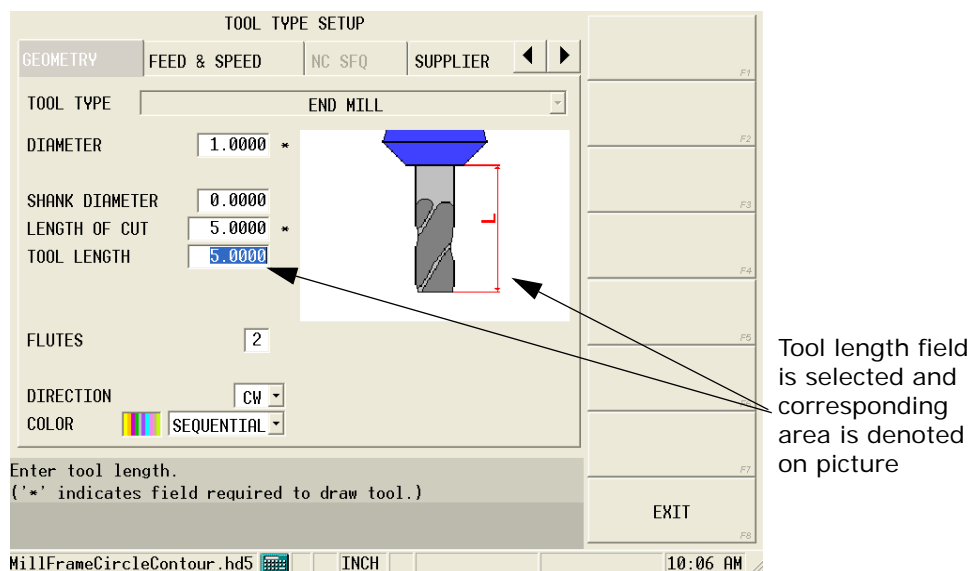 TOOL TYPE SETUP
GEOMETRY FEED & SPEED NC SFQ SUPPLIER
F1
TOOL TYPE END MILL
DIAMETER 1.0000 *
F2
SHANK DIAMETER 0.0000
F3
LENGTH OF CUT 5.0000 *
TOOL LENGTH 5.0000
L
F4
FLUTES 2
F5
DIRECTION CW
COLOR SEQUENTIAL
Tool length field
is selected and
corresponding
area is denoted
on picture
Enter tool length.
('*' indicates field required to draw tool.)
F7
EXIT
F8
MillFrameCircleContour.hd5 INCH 10:06 AM